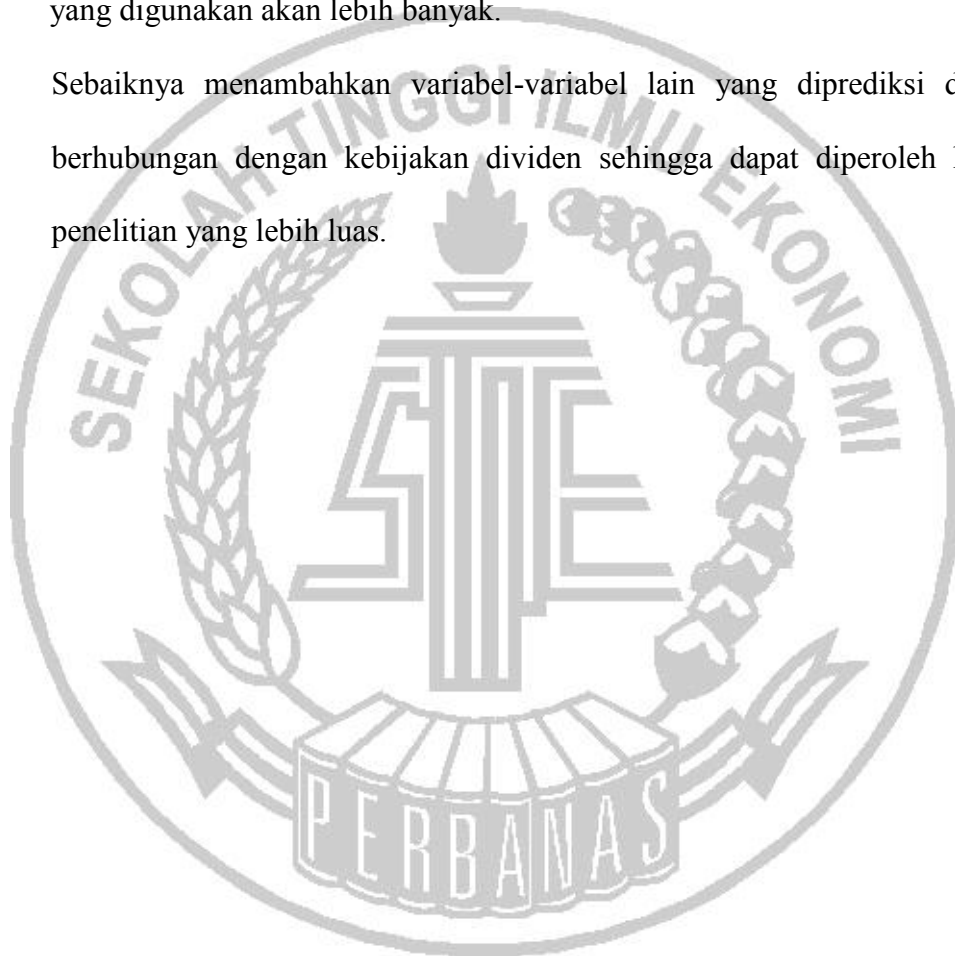 yang digunakan akan lebih banyak.
Sebaiknya menambahkan variabel-variabel lain yang diprediksi
berhubungan dengan kebijakan dividen sehingga dapat diperoleh
penelitian yang lebih luas.
SEKOLAH TINGGI ILMU EKONOMI
STIE
PERBANAS